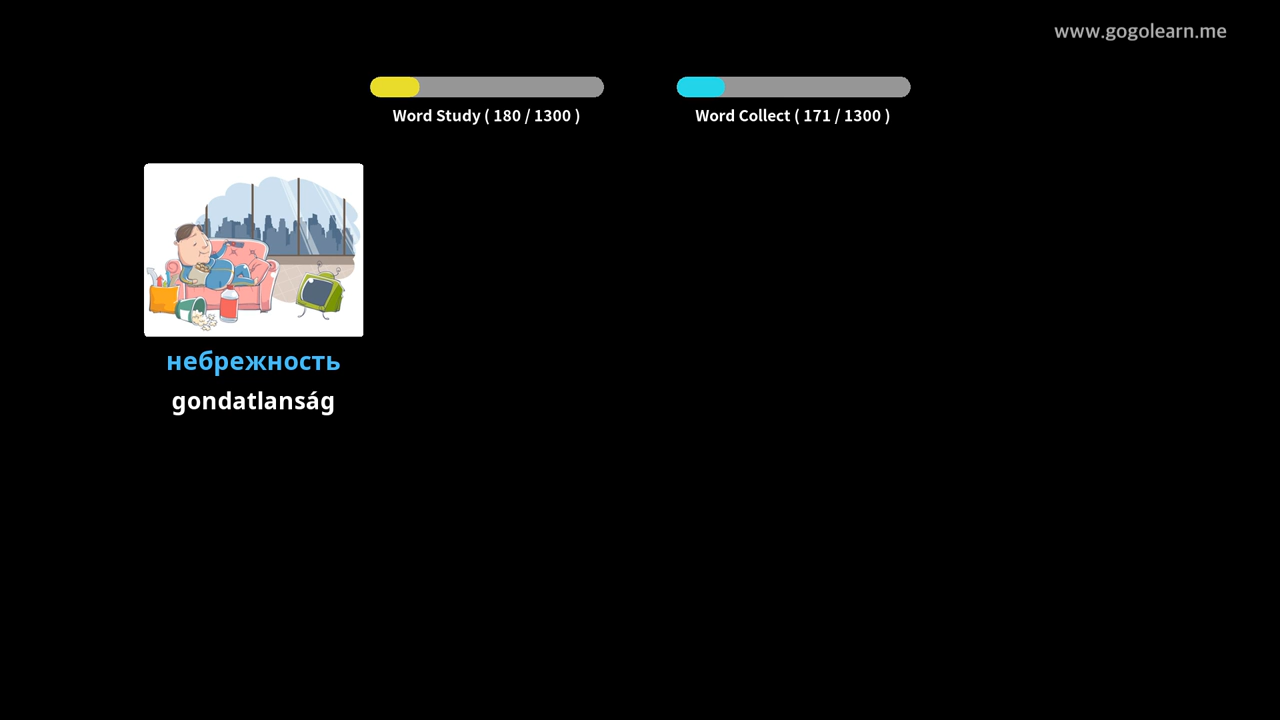 www.gogolearn.me
Word Study ( 180 / 1300 )
Word Collect ( 171 / 1300 )
небрежность
gondatlanság